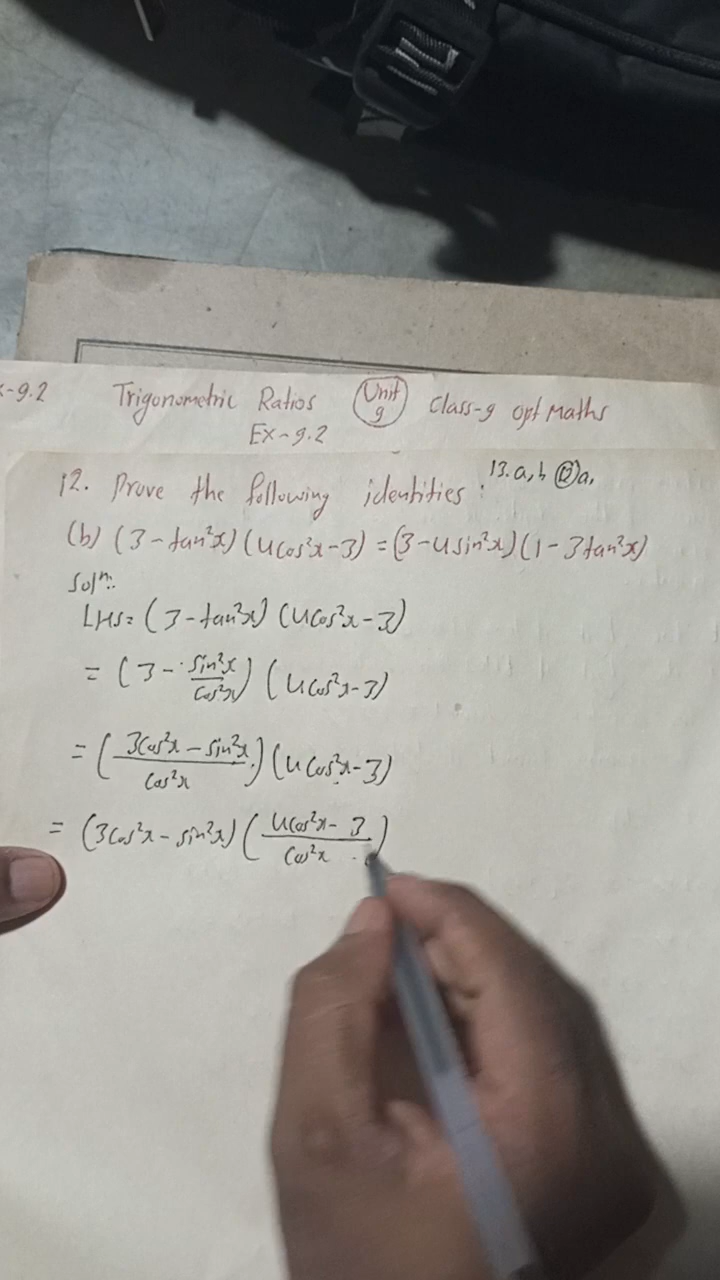 x-9.2 Trigonometric Ratios Unit 9 Class-9 Opt Maths
Ex-9.2
12. Prove the following identities: 13. a, b (12) a,
(b) (3 - tan²x) (4cos²x - 3) = (3 - 4sin²x) (1 - 3tan²x)
Solⁿ:
LHS = (3 - tan²x) (4cos²x - 3)
= (3 - sin²x/cos²x) (4cos²x - 3)
= ((3cos²x - sin²x)/cos²x) (4cos²x - 3)
= (3cos²x - sin²x) ((4cos²x - 3)/cos²x)